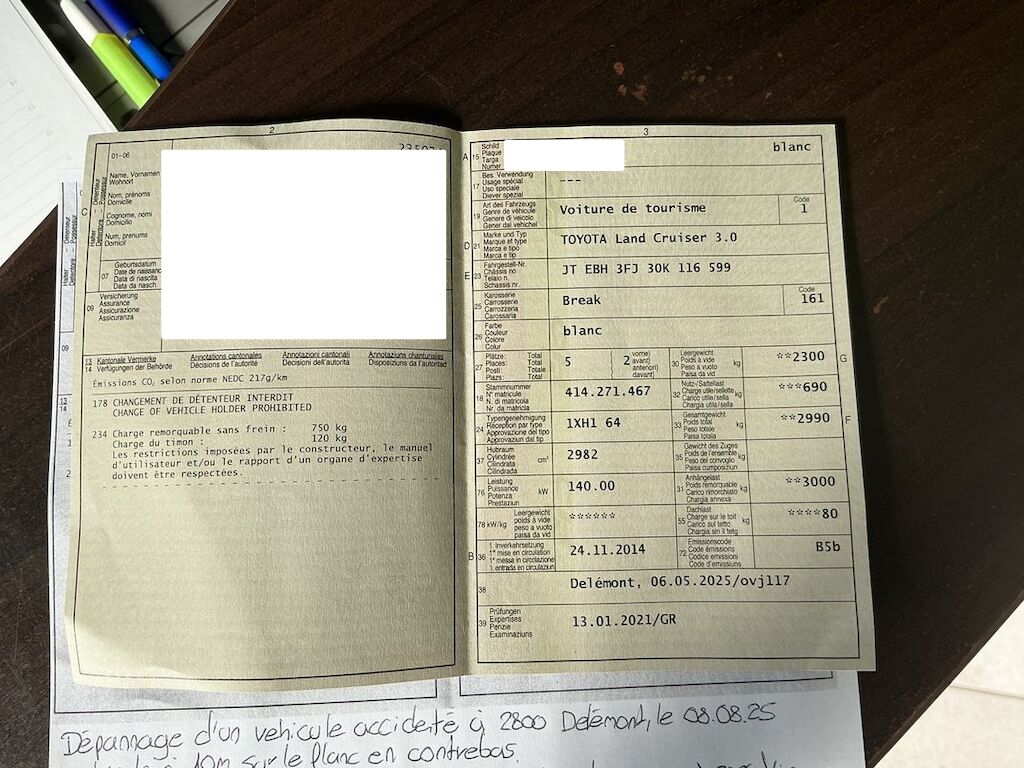 2
01-06
Name, Vornamen
Wohnort
Nom, prénoms
Domicile
Cognome, nomi
Domicilio
Num, prenums
Domicil
C
Halter Détenteur
Détentore Possessur
07
Geburtsdatum
Date de naissance
Data di nascita
Data da nasch.
09
Versicherung
Assurance
Assicurazione
Assicuranza
13 Kantonale Vermerke Annotations cantonales Annotazioni cantonali Annotaziuns chantunalas
14 Verfügungen der Behörde Décisions de l'autorité Decisioni dell'autorità Disposiziuns da l'autoritad
Émissions CO₂ selon norme NEDC 217g/km
178 CHANGEMENT DE DÉTENTEUR INTERDIT
CHANGE OF VEHICLE HOLDER PROHIBITED
234 Charge remorquable sans frein : 750 kg
Charge du timon : 120 kg
Les restrictions imposées par le constructeur, le manuel
d'utilisateur et/ou le rapport d'un organe d'expertise
doivent être respectées.
3
A 15 Schild
Plaque
Targa
Numer
blanc
17 Bes. Verwendung
Usage spécial
Uso speciale
Diever spezial
---
19 Art des Fahrzeugs
Genre de véhicule
Genere di veicolo
Gener dal vehichel
Voiture de tourisme
Code
1
D 21 Marke und Typ
Marque et type
Marca e tipo
Marca e tip
TOYOTA Land Cruiser 3.0
E 23 Fahrgestell-Nr.
Châssis no
Telaio n.
Schassis nr.
JT EBH 3FJ 30K 116 599
25 Karosserie
Carrosserie
Carrozzeria
Carossaria
Break
Code
161
26 Farbe
Couleur
Colore
Colur
blanc
27 Plätze: Total
Places: Total
Posti: Totale
Plazs: Total
5
2
vorne)
avant)
anteriori)
davant)
30 Leergewicht
Poids à vide
Peso a vuoto
Paisa da vid
kg
**2300
G
18 Stammnummer
N° matricule
N. di matricola
Nr. da matricla
414.271.467
32 Nutz-/Sattellast
Charge utile/sellette
Carico utile/sella
Chargia utila/sella
kg
***690
24 Typengenehmigung
Réception par type
Approvazione del tipo
Approvaziun dal tip
1XH1 64
33 Gesamtgewicht
Poids total
Peso totale
Paisa totala
kg
**2990
F
37 Hubraum
Cylindrée
Cilindrata
Cilindrada
cm³
2982
35 Gewicht des Zuges
Poids de l'ensemble
Peso del convoglio
Paisa cumposiziun
kg
76 Leistung
Puissance
Potenza
Prestaziun
kW
140.00
31 Anhängelast
Poids remorquable
Carico rimorchiato
Chargia annexa
kg
**3000
78 kW/kg
Leergewicht
poids à vide
peso a vuoto
paisa da vid
******
55 Dachlast
Charge sur le toit
Carico sul tetto
Chargia sin il tetg
kg
****80
B 36 1. Inverkehrsetzung
1re mise en circulation
1a messa in circolazione
1. entrada en circulaziun
24.11.2014
72 Emissionscode
Code émissions
Codice emissioni
Code d'emissiuns
B5b
38
Delémont, 06.05.2025/ovj117
39 Prüfungen
Expertises
Perizie
Examinaziuns
13.01.2021/GR
Dépannage d'un vehicule accidenté à 2800 Delémont, le 08.08.25
10m sur le flanc en contrebas.